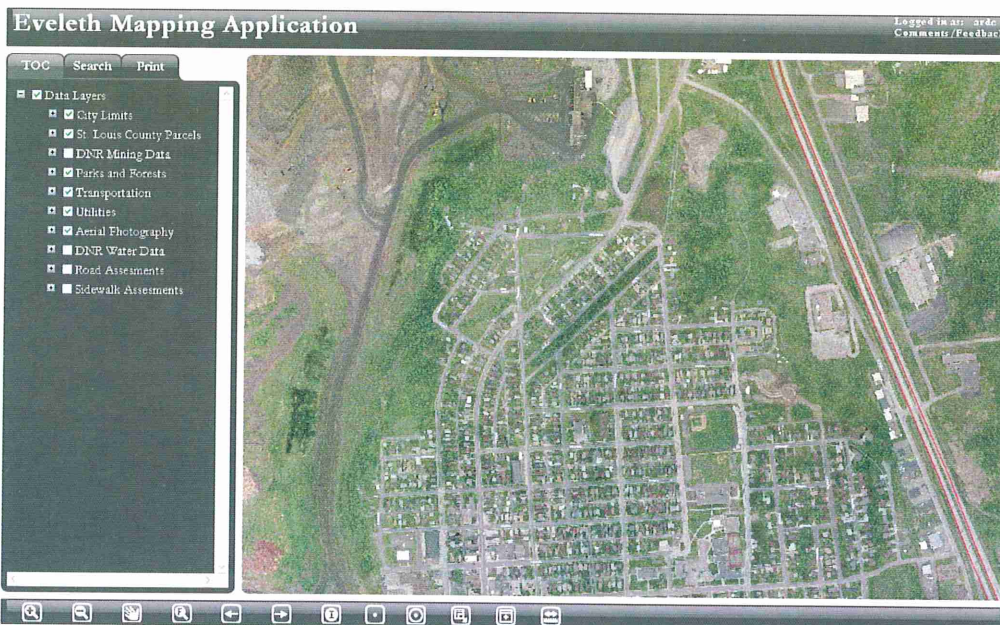 Eveleth Mapping Application
Logged in as: ardc
Comments/Feedbac
TOC Search Print
Data Layers
City Limits
St. Louis County Parcels
DNR Mining Data
Parks and Forests
Transportation
Utilities
Aerial Photography
DNR Water Data
Road Assesments
Sidewalk Assesments